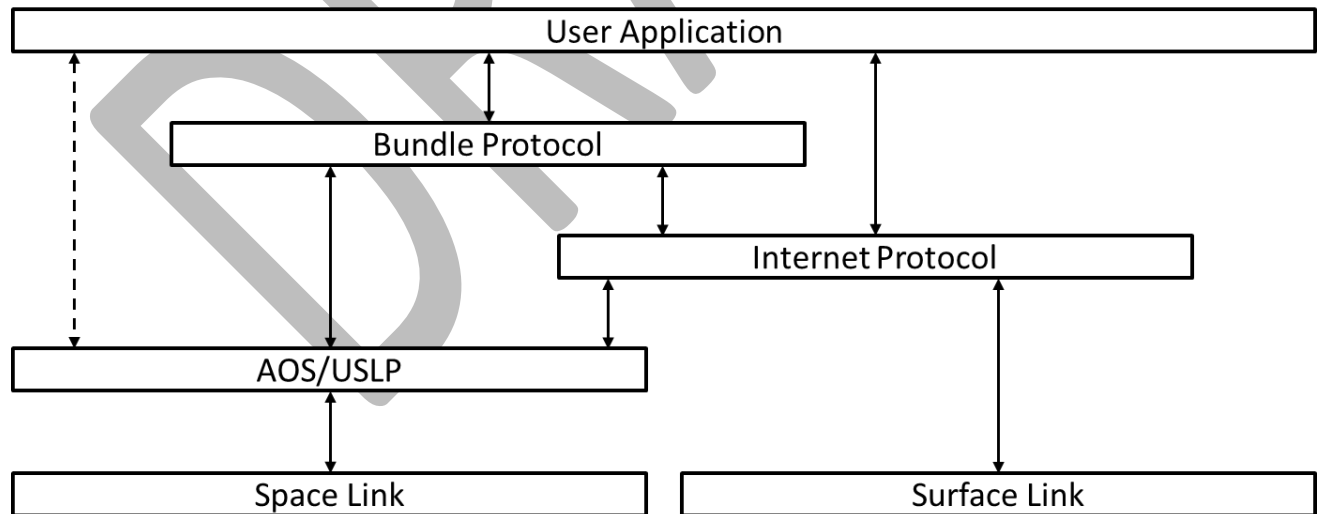 User Application
Bundle Protocol
Internet Protocol
AOS/USLP
Space Link
Surface Link